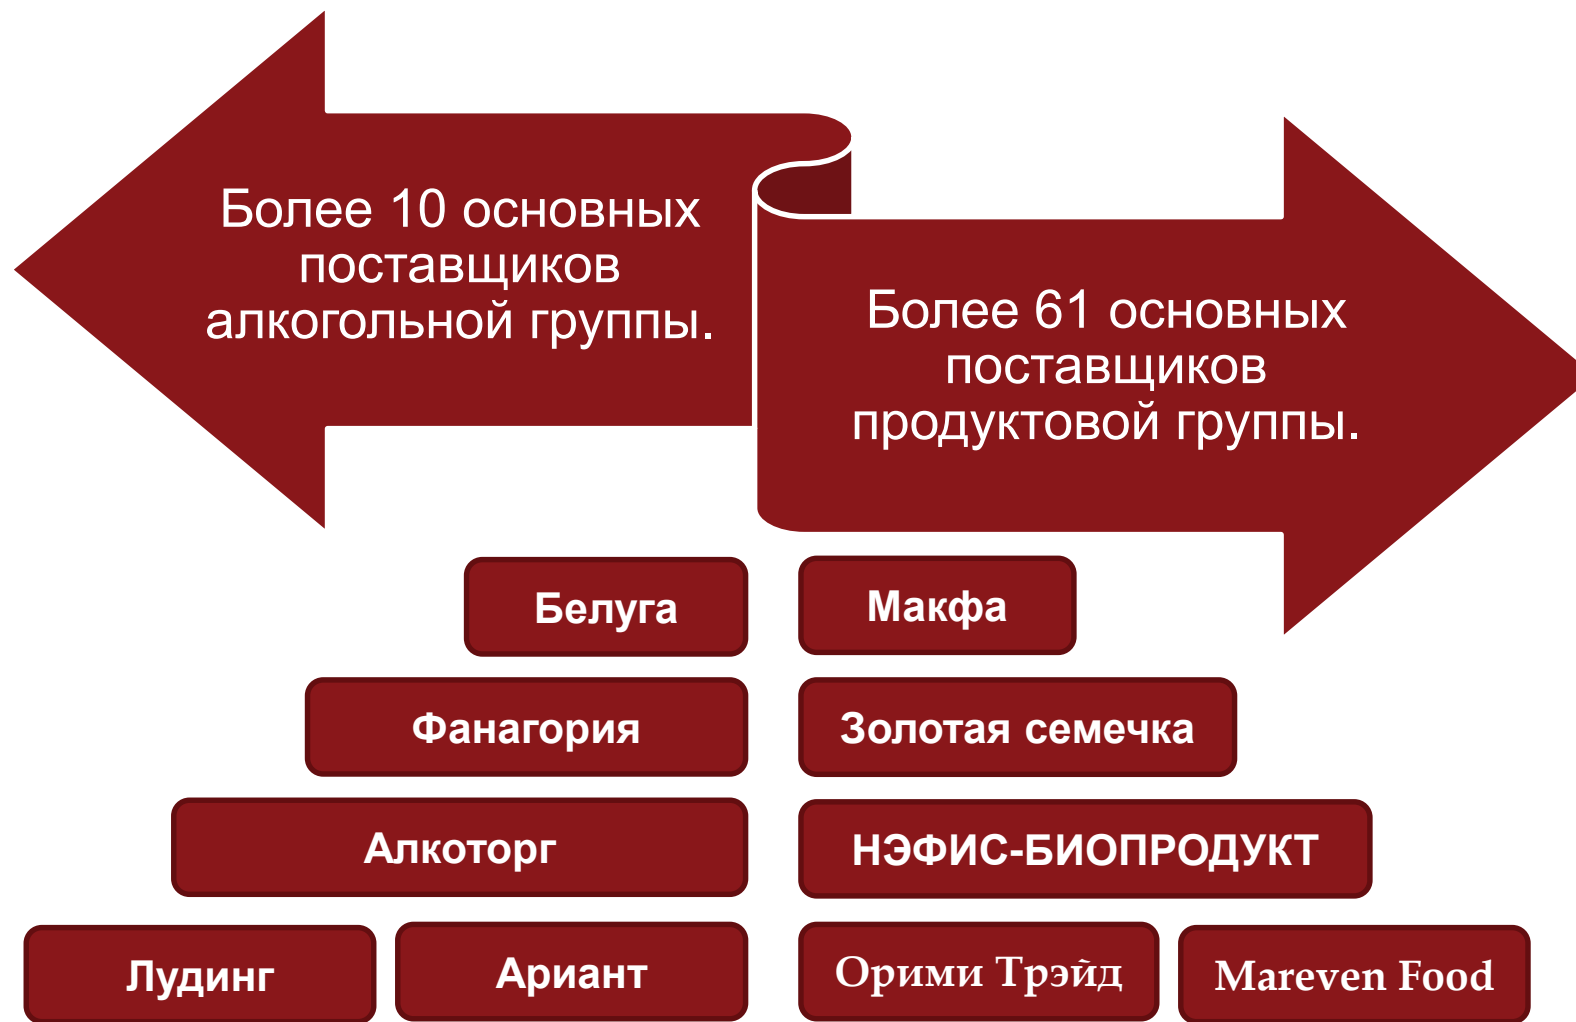 Более 10 основных
поставщиков
алкогольной группы.
Более 61 основных
поставщиков
продуктовой группы.
Белуга
Макфа
Фанагория
Золотая семечка
Алкоторг
НЭФИС-БИОПРОДУКТ
Лудинг
Ариант
Орими Трэйд
Mareven Food